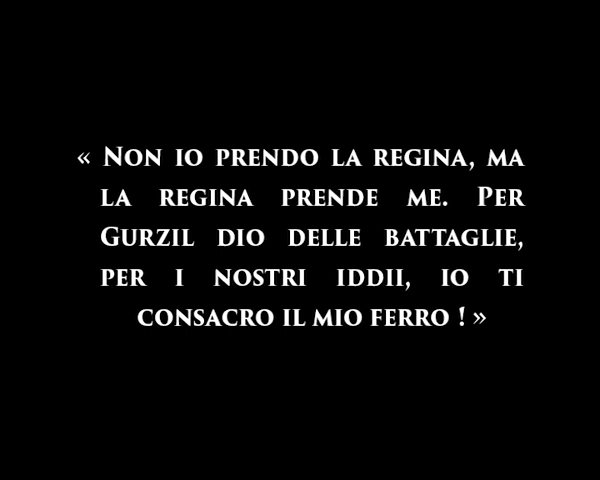 « Non io prendo la regina, ma
la regina prende me. Per
Gurzil dio delle battaglie,
per i nostri iddii, io ti
consacro il mio ferro ! »